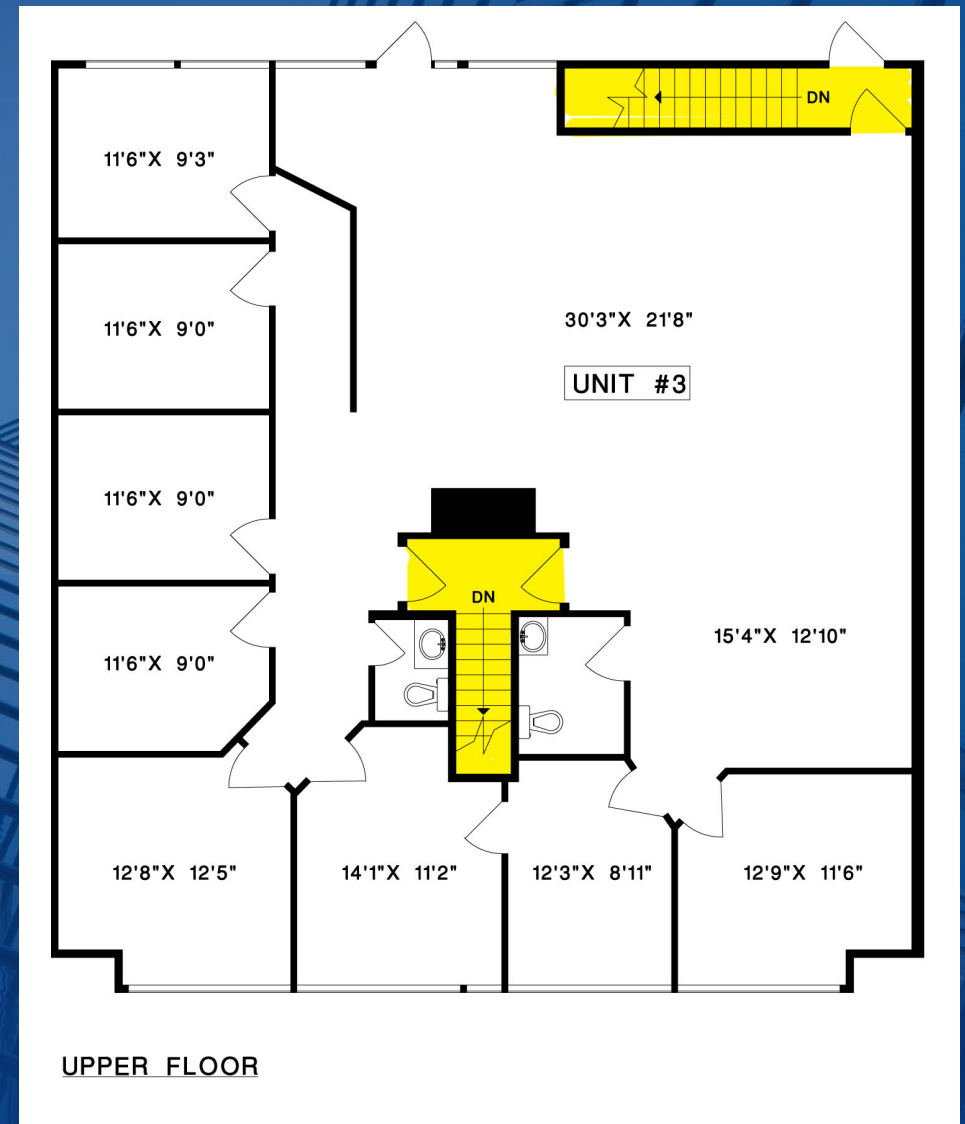 DN
11'6"X 9'3"
30'3"X 21'8"
11'6"X 9'0"
UNIT #3
11'6"X 9'0"
DN
15'4"X 12'10"
11'6"X 9'0"
12'8"X 12'5"
14'1"X 11'2"
12'3"X 8'11"
12'9"X 11'6"
UPPER FLOOR